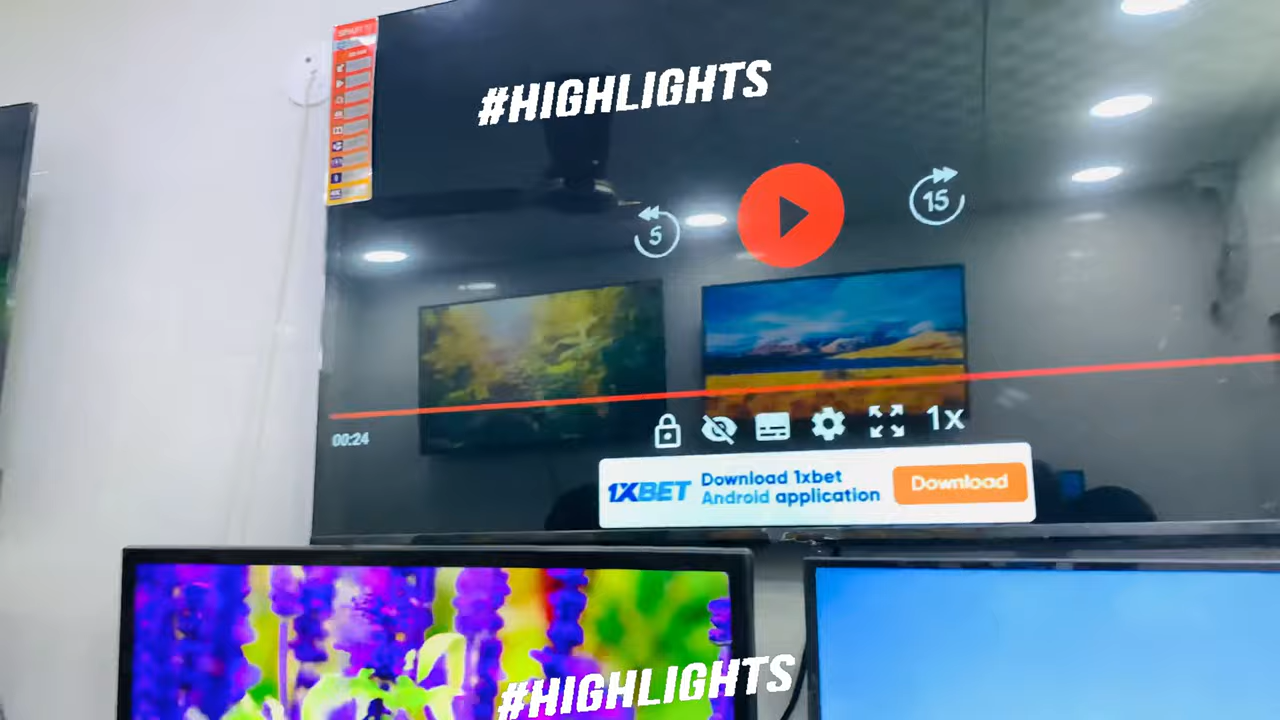 #HIGHLIGHTS
5
15
00:24
1x
1XBET
Download 1xbet
Android application
Download
#HIGHLIGHTS